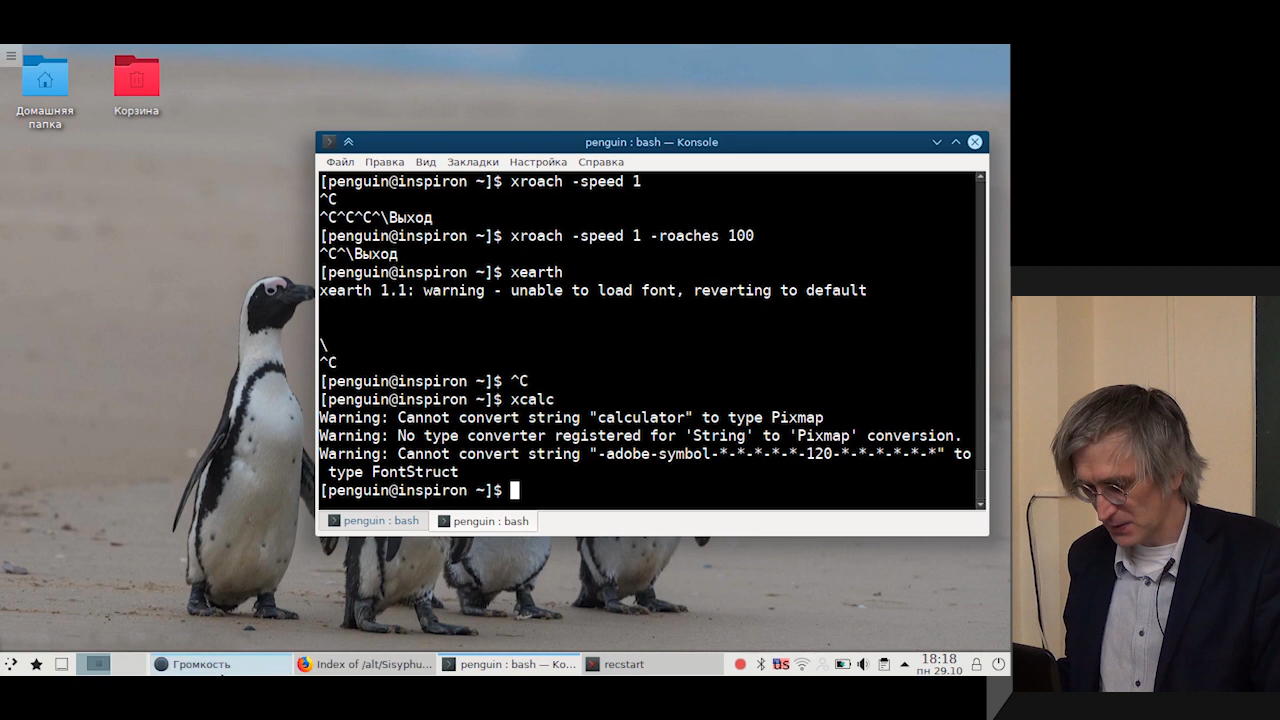 Домашняя
папка
Корзина
penguin : bash — Konsole
Файл Правка Вид Закладки Настройка Справка
[penguin@inspiron ~]$ xroach -speed 1
^C
^C^C^C^\Выход
[penguin@inspiron ~]$ xroach -speed 1 -roaches 100
^C^\Выход
[penguin@inspiron ~]$ xearth
xearth 1.1: warning - unable to load font, reverting to default
\
^C
[penguin@inspiron ~]$ ^C
[penguin@inspiron ~]$ xcalc
Warning: Cannot convert string "calculator" to type Pixmap
Warning: No type converter registered for 'String' to 'Pixmap' conversion.
Warning: Cannot convert string "-adobe-symbol-*-*-*-*-*-120-*-*-*-*-*-*" to
type FontStruct
[penguin@inspiron ~]$
penguin : bash penguin : bash
Громкость Index of /alt/Sisyphu... penguin : bash — Ko... recstart US 18:18
пн 29.10